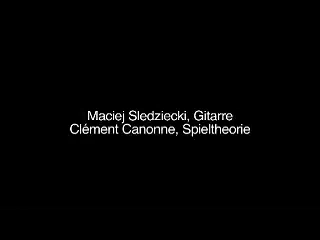 Maciej Sledziecki, Gitarre
Clément Canonne, Spieltheorie